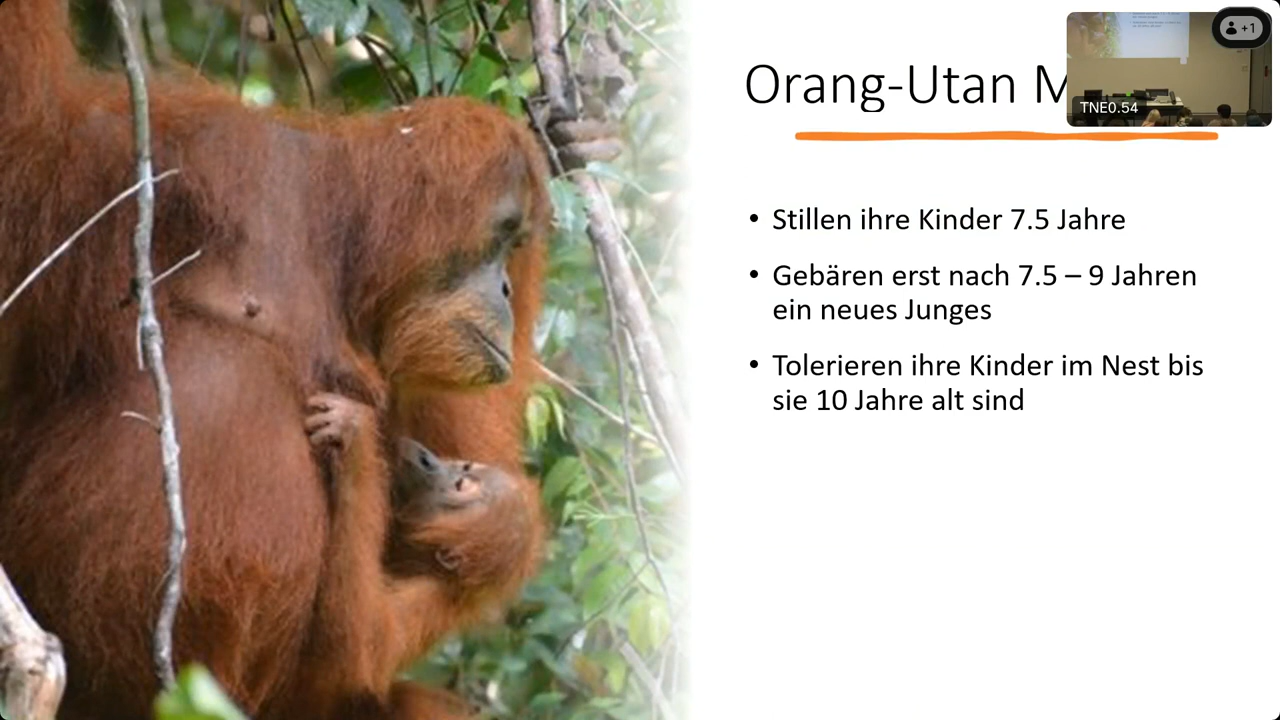 Orang-Utan M
TNE0.54
+1
• Stillen ihre Kinder 7.5 Jahre
• Gebären erst nach 7.5 – 9 Jahren
ein neues Junges
• Tolerieren ihre Kinder im Nest bis
sie 10 Jahre alt sind